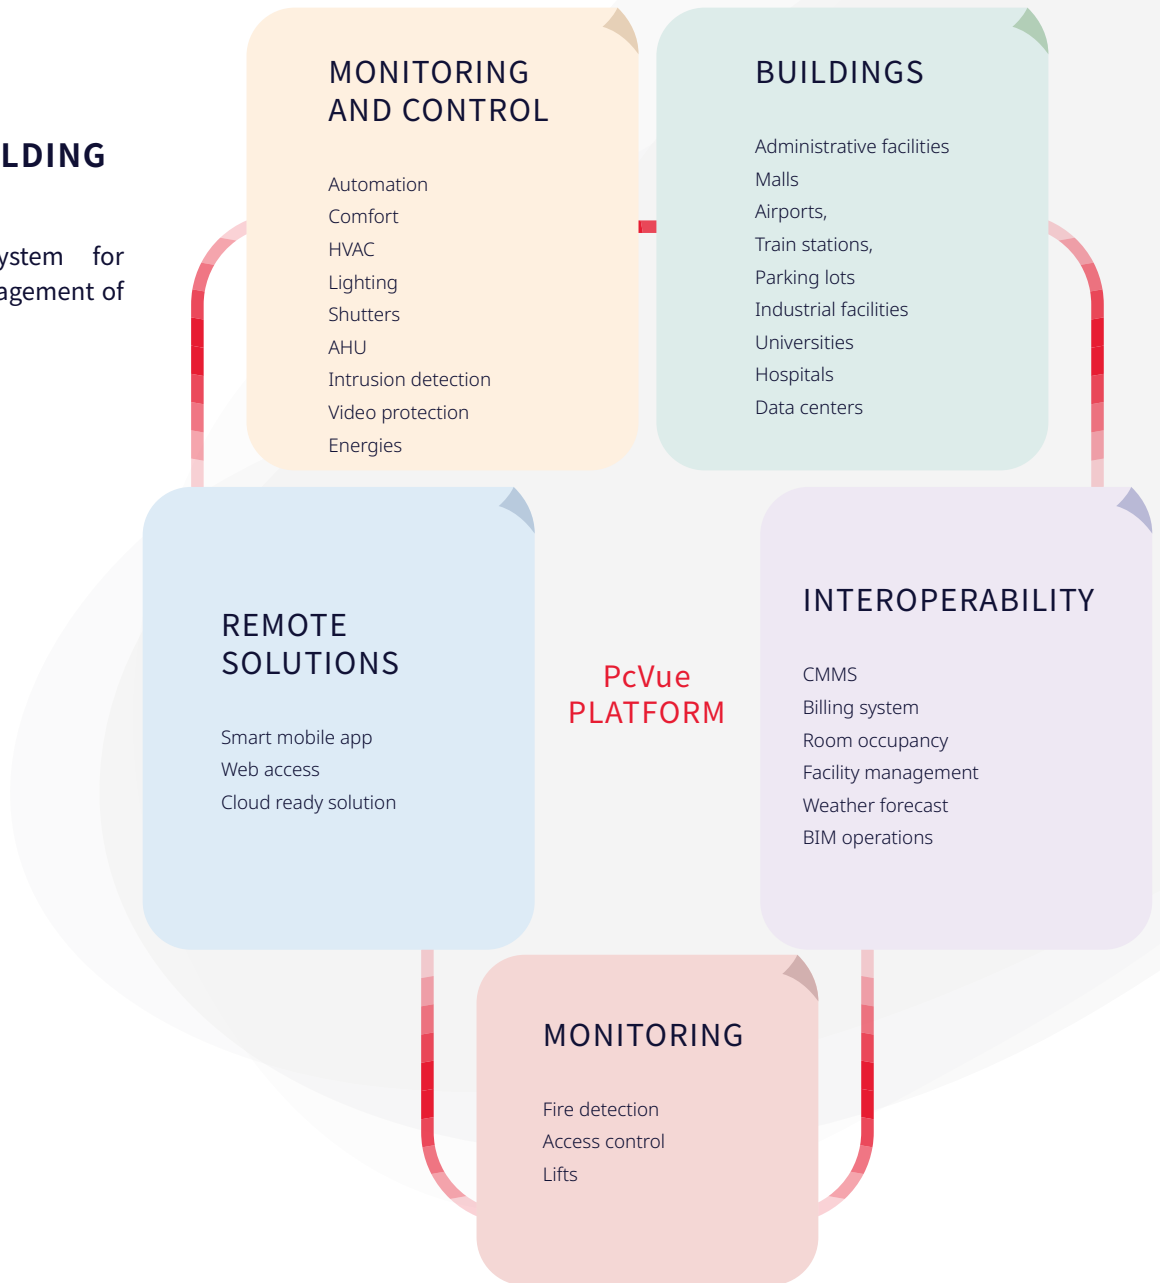 LDING
ystem for
agement of
MONITORING
AND CONTROL
Automation
Comfort
HVAC
Lighting
Shutters
AHU
Intrusion detection
Video protection
Energies
BUILDINGS
Administrative facilities
Malls
Airports,
Train stations,
Parking lots
Industrial facilities
Universities
Hospitals
Data centers
REMOTE
SOLUTIONS
Smart mobile app
Web access
Cloud ready solution
PcVue
PLATFORM
INTEROPERABILITY
CMMS
Billing system
Room occupancy
Facility management
Weather forecast
BIM operations
MONITORING
Fire detection
Access control
Lifts